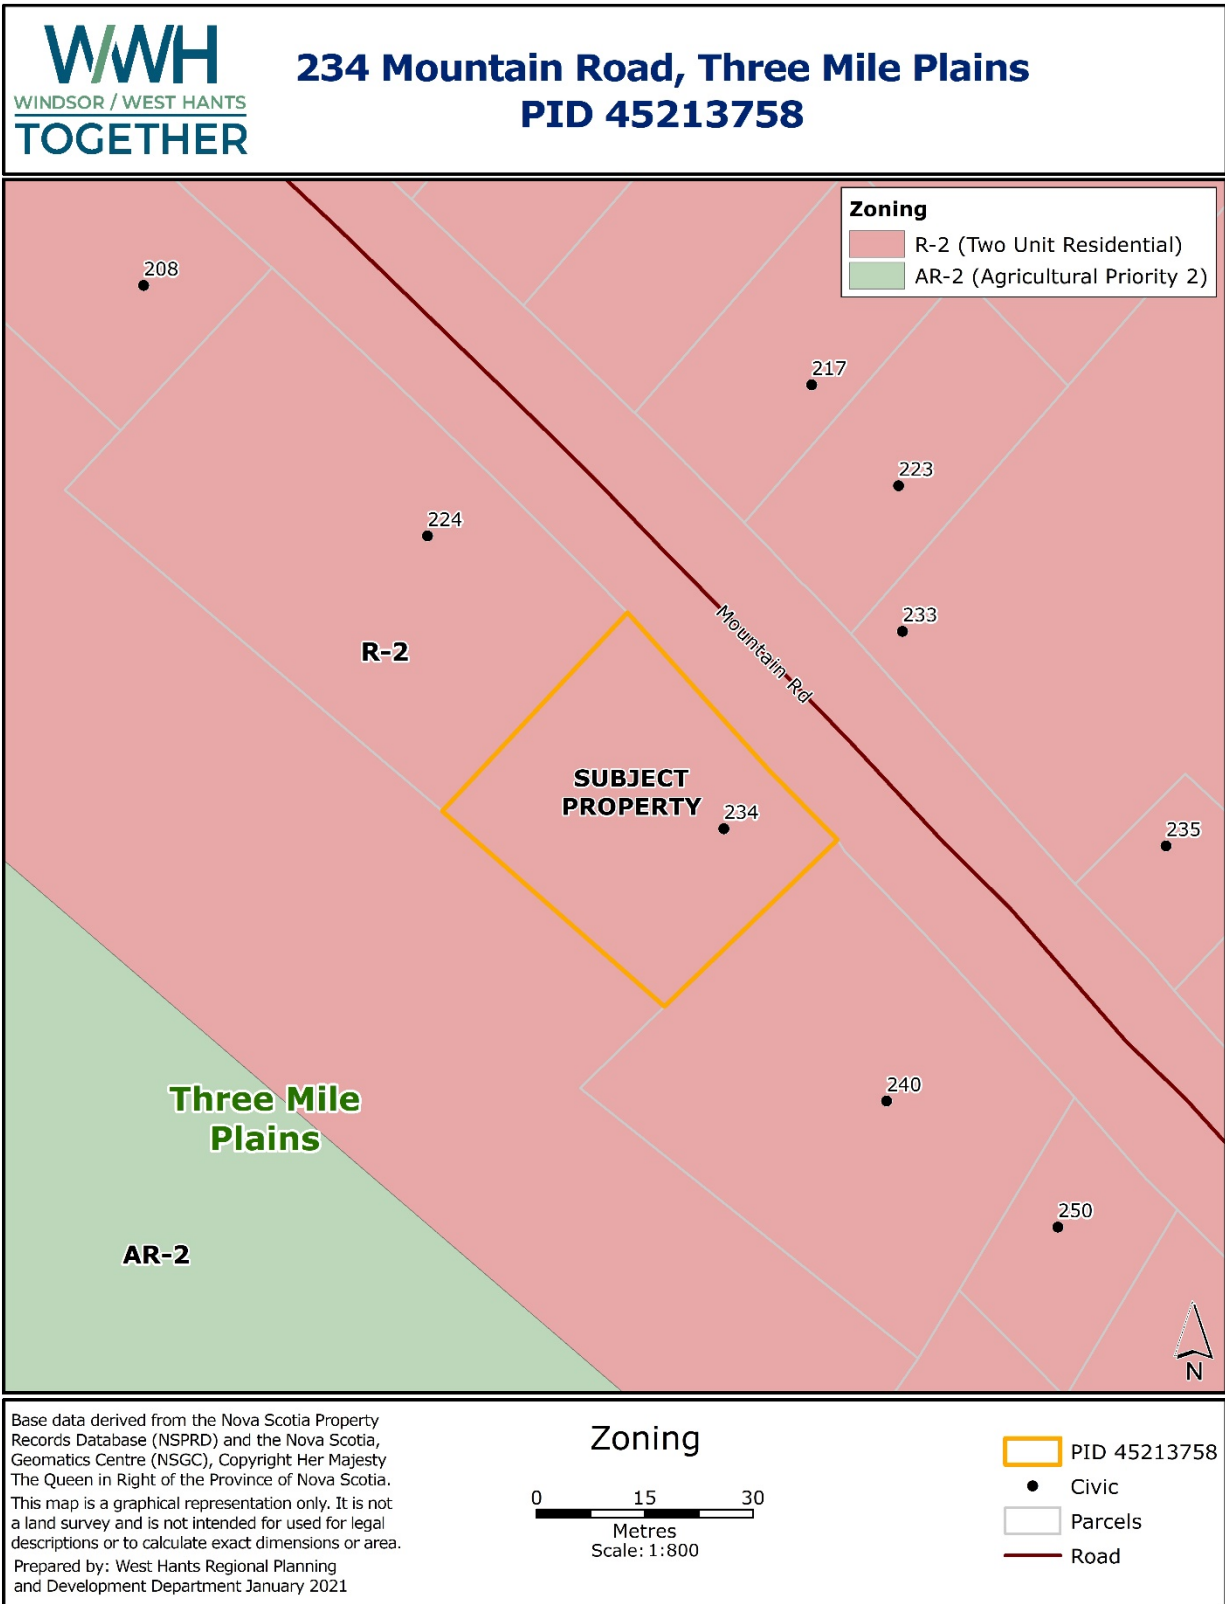 WWH
WINDSOR / WEST HANTS
TOGETHER
234 Mountain Road, Three Mile Plains
PID 45213758
Zoning
R-2 (Two Unit Residential)
AR-2 (Agricultural Priority 2)
208
217
223
224
233
Mountain Rd
R-2
SUBJECT
PROPERTY
234
235
Three Mile
Plains
240
250
AR-2
N
Base data derived from the Nova Scotia Property
Records Database (NSPRD) and the Nova Scotia,
Geomatics Centre (NSGC), Copyright Her Majesty
The Queen in Right of the Province of Nova Scotia.
This map is a graphical representation only. It is not
a land survey and is not intended for used for legal
descriptions or to calculate exact dimensions or area.
Prepared by: West Hants Regional Planning
and Development Department January 2021
Zoning
0 15 30
Metres
Scale: 1:800
PID 45213758
Civic
Parcels
Road